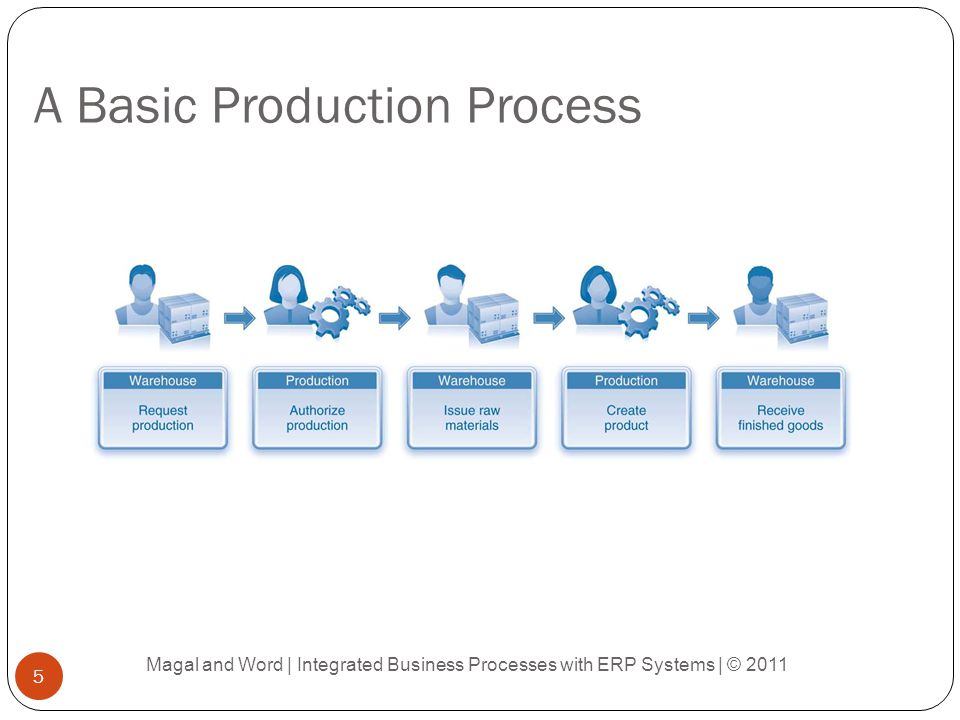 A Basic Production Process
Warehouse
Request
production
Production
Authorize
production
Warehouse
Issue raw
materials
Production
Create
product
Warehouse
Receive
finished goods
Magal and Word | Integrated Business Processes with ERP Systems | © 2011
5